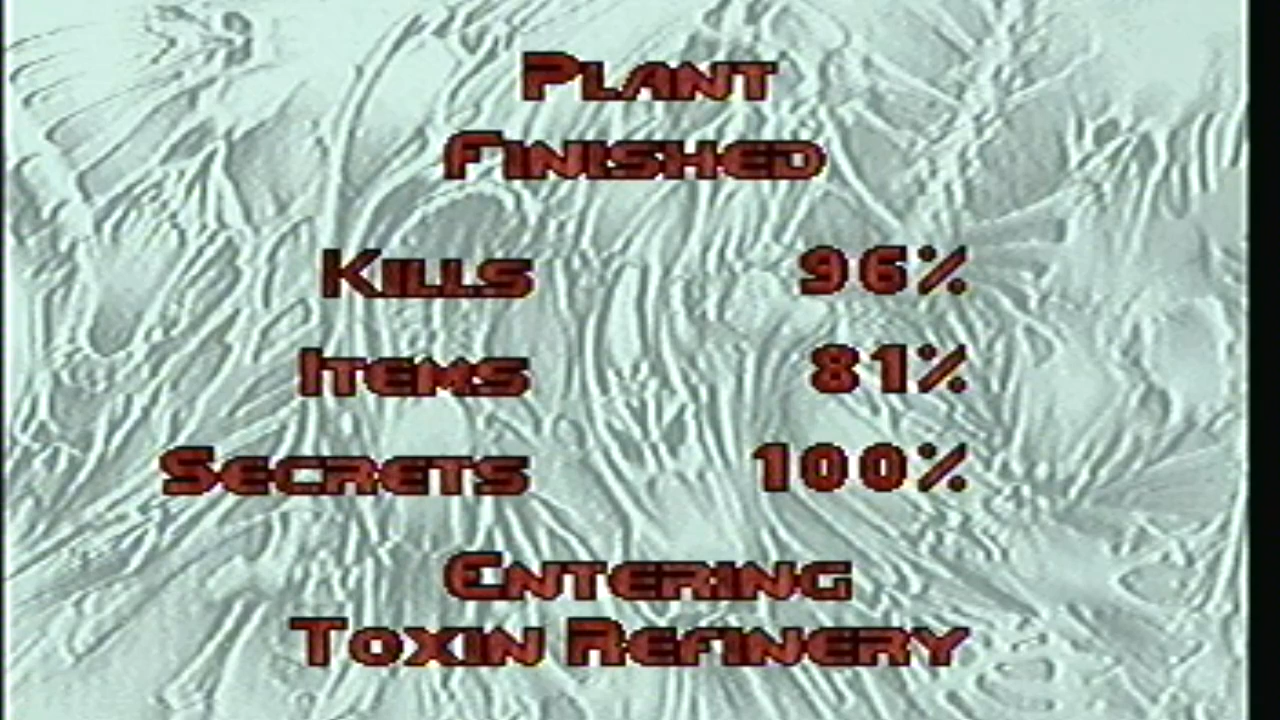 Plant
Finished
Kills 96%
Items 81%
Secrets 100%
Entering
Toxin Refinery